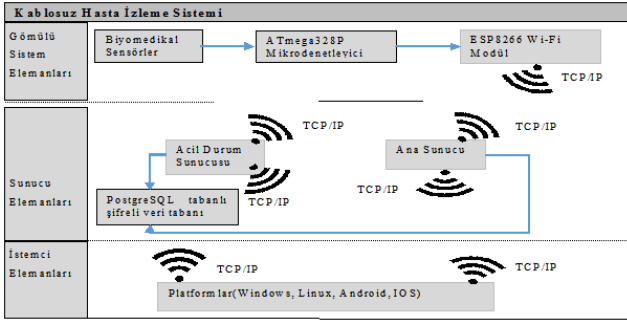 Kablosuz Hasta İzleme Sistemi
Gömülü
Sistem
Elemanları
Biyomedikal
Sensörler
ATmega328P
Mikrodenetleyici
ESP8266 Wi-Fi
Modül
TCP/IP
Sunucu
Elemanları
Acil Durum
Sunucusu
TCP/IP
TCP/IP
Ana Sunucu
TCP/IP
TCP/IP
PostgreSQL tabanlı
şifreli veri tabanı
İstemci
Elemanları
TCP/IP
TCP/IP
Platformlar(Windows, Linux, Android,IOS)